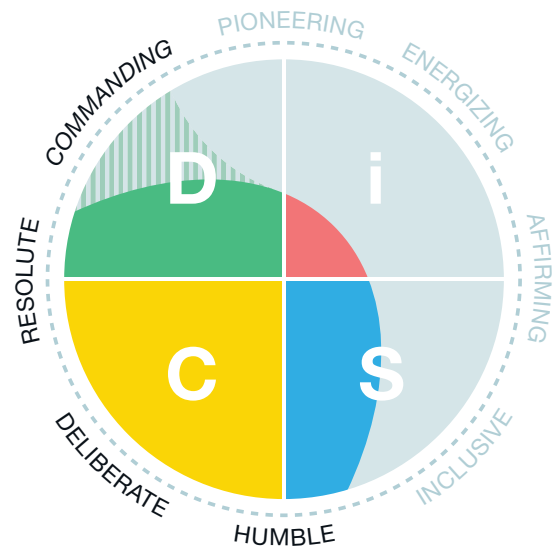 PIONEERING
ENERGIZING
COMMANDING
D
i
RESOLUTE
AFFIRMING
C
S
DELIBERATE
INCLUSIVE
HUMBLE